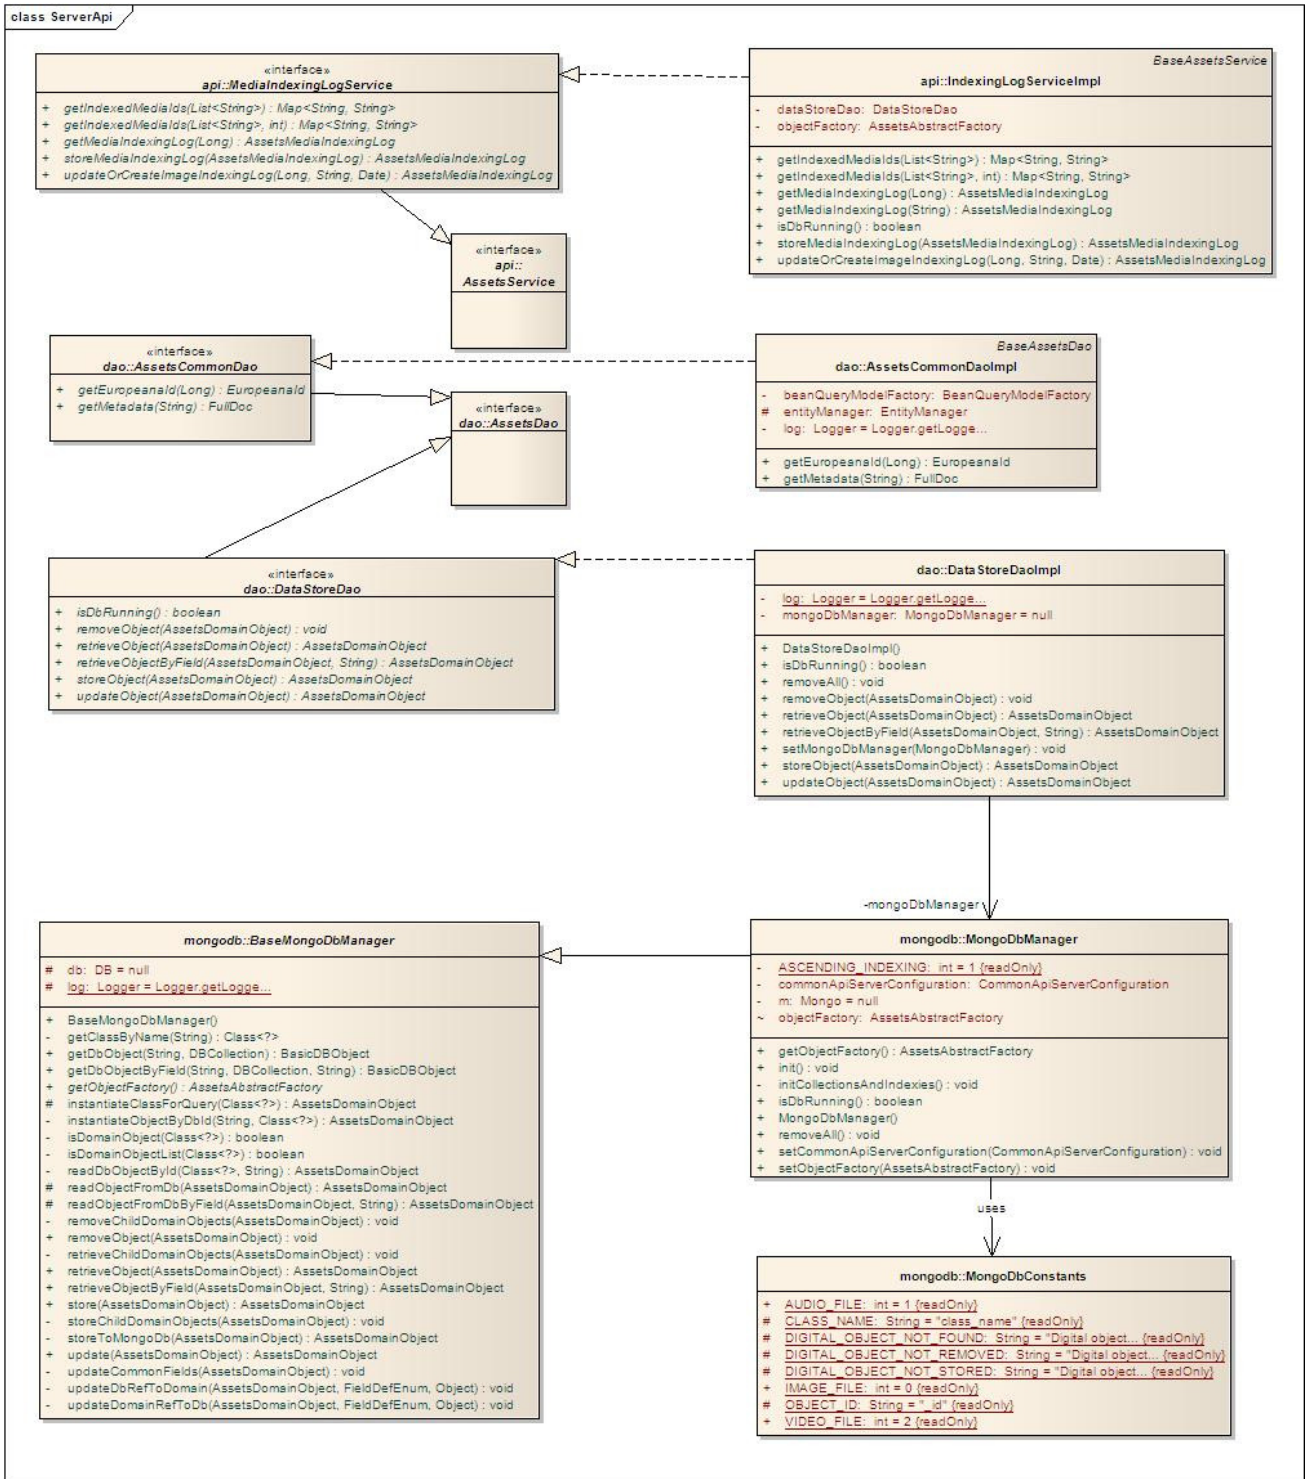 class ServerApi
«interface»
api::MediaIndexingLogService
+ getIndexedMediaIds(List<String>) : Map<String, String>
+ getIndexedMediaIds(List<String>, int) : Map<String, String>
+ getMediaIndexingLog(Long) : AssetsMediaIndexingLog
+ storeMediaIndexingLog(AssetsMediaIndexingLog) : AssetsMediaIndexingLog
+ updateOrCreateImageIndexingLog(Long, String, Date) : AssetsMediaIndexingLog
BaseAssetsService
api::IndexingLogServiceImpl
- dataStoreDao: DataStoreDao
- objectFactory: AssetsAbstractFactory
+ getIndexedMediaIds(List<String>) : Map<String, String>
+ getIndexedMediaIds(List<String>, int) : Map<String, String>
+ getMediaIndexingLog(Long) : AssetsMediaIndexingLog
+ getMediaIndexingLog(String) : AssetsMediaIndexingLog
+ isDbRunning() : boolean
+ storeMediaIndexingLog(AssetsMediaIndexingLog) : AssetsMediaIndexingLog
+ updateOrCreateImageIndexingLog(Long, String, Date) : AssetsMediaIndexingLog
«interface»
api::
AssetsService
«interface»
dao::AssetsCommonDao
+ getEuropeanaId(Long) : EuropeanaId
+ getMetadata(String) : FullDoc
BaseAssetsDao
dao::AssetsCommonDaoImpl
- beanQueryModelFactory: BeanQueryModelFactory
# entityManager: EntityManager
- log: Logger = Logger.getLogge...
+ getEuropeanaId(Long) : EuropeanaId
+ getMetadata(String) : FullDoc
«interface»
dao::AssetsDao
«interface»
dao::DataStoreDao
+ isDbRunning() : boolean
+ removeObject(AssetsDomainObject) : void
+ retrieveObject(AssetsDomainObject) : AssetsDomainObject
+ retrieveObjectByField(AssetsDomainObject, String) : AssetsDomainObject
+ storeObject(AssetsDomainObject) : AssetsDomainObject
+ updateObject(AssetsDomainObject) : AssetsDomainObject
dao::DataStoreDaoImpl
- log: Logger = Logger.getLogge...
- mongoDbManager: MongoDbManager = null
+ DataStoreDaoImpl()
+ isDbRunning() : boolean
+ removeAll() : void
+ removeObject(AssetsDomainObject) : void
+ retrieveObject(AssetsDomainObject) : AssetsDomainObject
+ retrieveObjectByField(AssetsDomainObject, String) : AssetsDomainObject
+ setMongoDbManager(MongoDbManager) : void
+ storeObject(AssetsDomainObject) : AssetsDomainObject
+ updateObject(AssetsDomainObject) : AssetsDomainObject
-mongoDbManager
mongodb::BaseMongoDbManager
# db: DB = null
# log: Logger = Logger.getLogge...
+ BaseMongoDbManager()
- getClassByName(String) : Class<?>
+ getDbObject(String, DBCollection) : BasicDBObject
+ getDbObjectByField(String, DBCollection, String) : BasicDBObject
+ getObjectFactory() : AssetsAbstractFactory
# instantiateClassForQuery(Class<?>) : AssetsDomainObject
- instantiateObjectByDbId(String, Class<?>) : AssetsDomainObject
- isDomainObject(Class<?>) : boolean
- isDomainObjectList(Class<?>) : boolean
- readDbObjectById(Class<?>, String) : AssetsDomainObject
# readObjectFromDb(AssetsDomainObject) : AssetsDomainObject
# readObjectFromDbByField(AssetsDomainObject, String) : AssetsDomainObject
- removeChildDomainObjects(AssetsDomainObject) : void
+ removeObject(AssetsDomainObject) : void
- retrieveChildDomainObjects(AssetsDomainObject) : void
+ retrieveObject(AssetsDomainObject) : AssetsDomainObject
+ retrieveObjectByField(AssetsDomainObject, String) : AssetsDomainObject
+ store(AssetsDomainObject) : AssetsDomainObject
- storeChildDomainObjects(AssetsDomainObject) : void
- storeToMongoDb(AssetsDomainObject) : AssetsDomainObject
+ update(AssetsDomainObject) : AssetsDomainObject
- updateCommonFields(AssetsDomainObject) : void
- updateDbRefToDomain(AssetsDomainObject, FieldDefEnum, Object) : void
- updateDomainRefToDb(AssetsDomainObject, FieldDefEnum, Object) : void
mongodb::MongoDbManager
- ASCENDING_INDEXING: int = 1 {readOnly}
- commonApiServerConfiguration: CommonApiServerConfiguration
- m: Mongo = null
~ objectFactory: AssetsAbstractFactory
+ getObjectFactory() : AssetsAbstractFactory
+ init() : void
- initCollectionsAndIndexies() : void
+ isDbRunning() : boolean
+ MongoDbManager()
+ removeAll() : void
+ setCommonApiServerConfiguration(CommonApiServerConfiguration) : void
+ setObjectFactory(AssetsAbstractFactory) : void
uses
mongodb::MongoDbConstants
+ AUDIO_FILE: int = 1 {readOnly}
# CLASS_NAME: String = "class_name" {readOnly}
# DIGITAL_OBJECT_NOT_FOUND: String = "Digital object... {readOnly}
# DIGITAL_OBJECT_NOT_REMOVED: String = "Digital object... {readOnly}
# DIGITAL_OBJECT_NOT_STORED: String = "Digital object... {readOnly}
+ IMAGE_FILE: int = 0 {readOnly}
# OBJECT_ID: String = "_id" {readOnly}
+ VIDEO_FILE: int = 2 {readOnly}